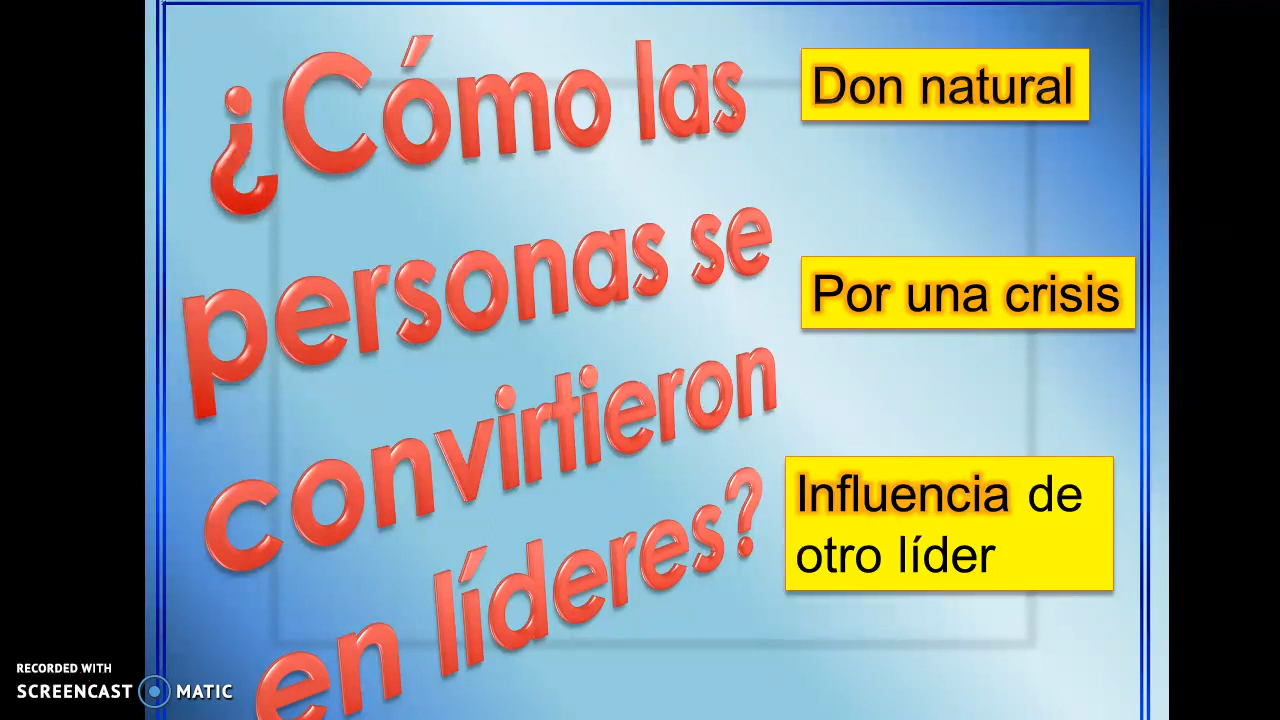 ¿Cómo las
personas se
convirtieron
en líderes?
Don natural
Por una crisis
Influencia de
otro líder
RECORDED WITH
SCREENCAST MATIC